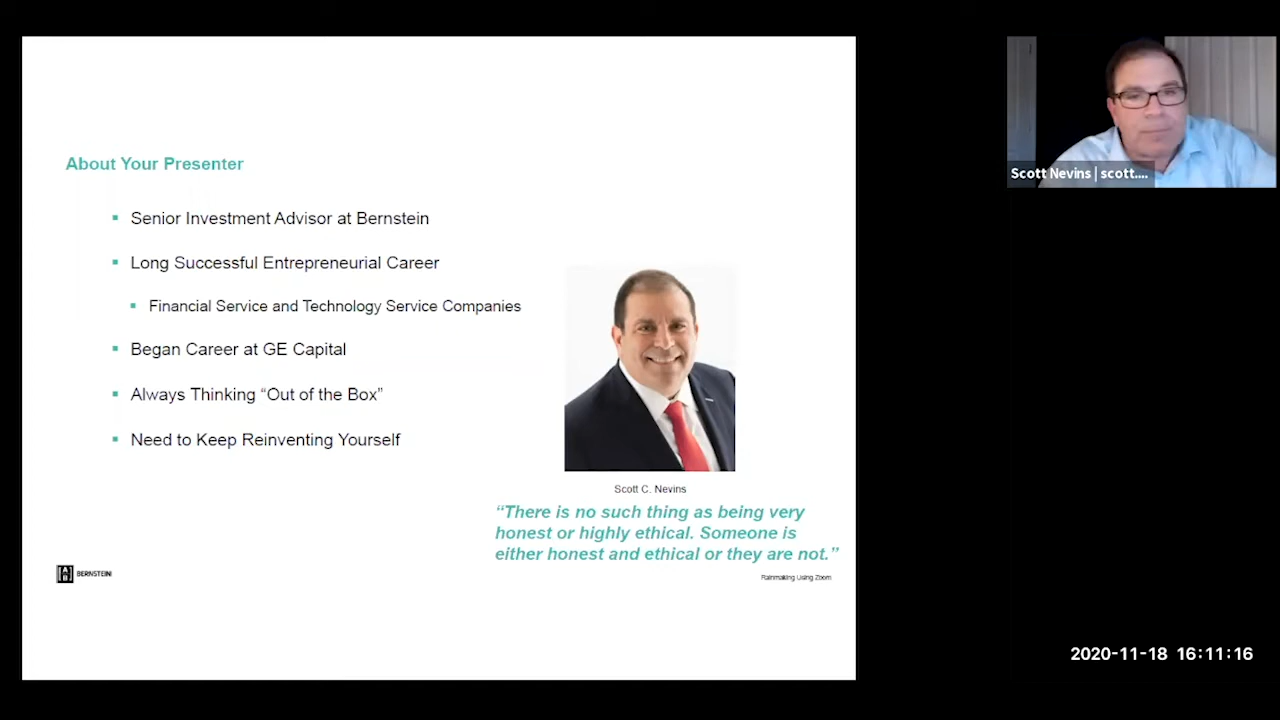 About Your Presenter
Senior Investment Advisor at Bernstein
Long Successful Entrepreneurial Career
Financial Service and Technology Service Companies
Began Career at GE Capital
Always Thinking “Out of the Box”
Need to Keep Reinventing Yourself
Scott C. Nevins
“There is no such thing as being very
honest or highly ethical. Someone is
either honest and ethical or they are not.”
AB BERNSTEIN
Rainmaking Using Zoom
Scott Nevins | scott....
2020-11-18 16:11:16